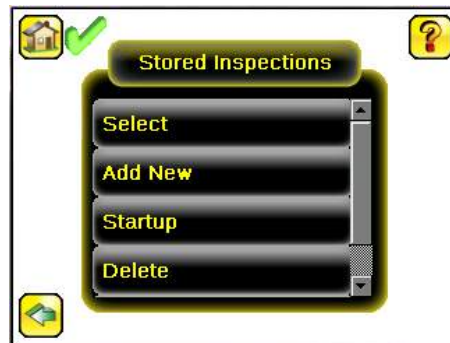 Stored Inspections
Select
Add New
Startup
Delete